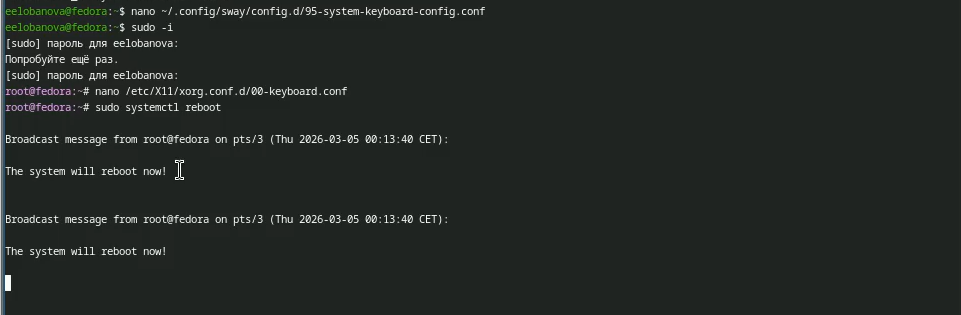 eelobanova@fedora:~$ nano ~/.config/sway/config.d/95-system-keyboard-config.conf
eelobanova@fedora:~$ sudo -i
[sudo] пароль для eelobanova:
Попробуйте ещё раз.
[sudo] пароль для eelobanova:
root@fedora:~# nano /etc/X11/xorg.conf.d/00-keyboard.conf
root@fedora:~# sudo systemctl reboot
Broadcast message from root@fedora on pts/3 (Thu 2026-03-05 00:13:40 CET):
The system will reboot now!
Broadcast message from root@fedora on pts/3 (Thu 2026-03-05 00:13:40 CET):
The system will reboot now!